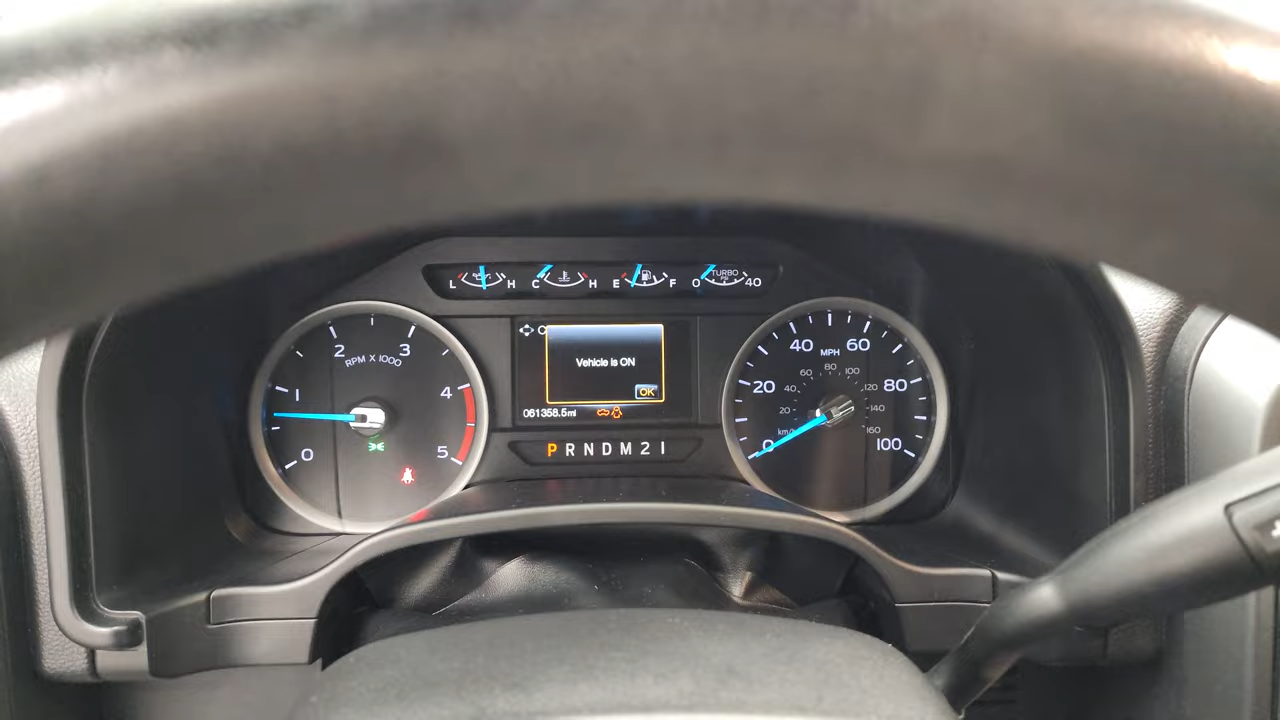 L H C H E F 0 TURBO PSI 40
0 1 2 3 4 5
RPM X 1000
C
Vehicle is ON
OK
061358.5mi
P R N D M 2 1
0 20 40 60 80 100
MPH
20 40 60 80 100 120 140 160
km/h